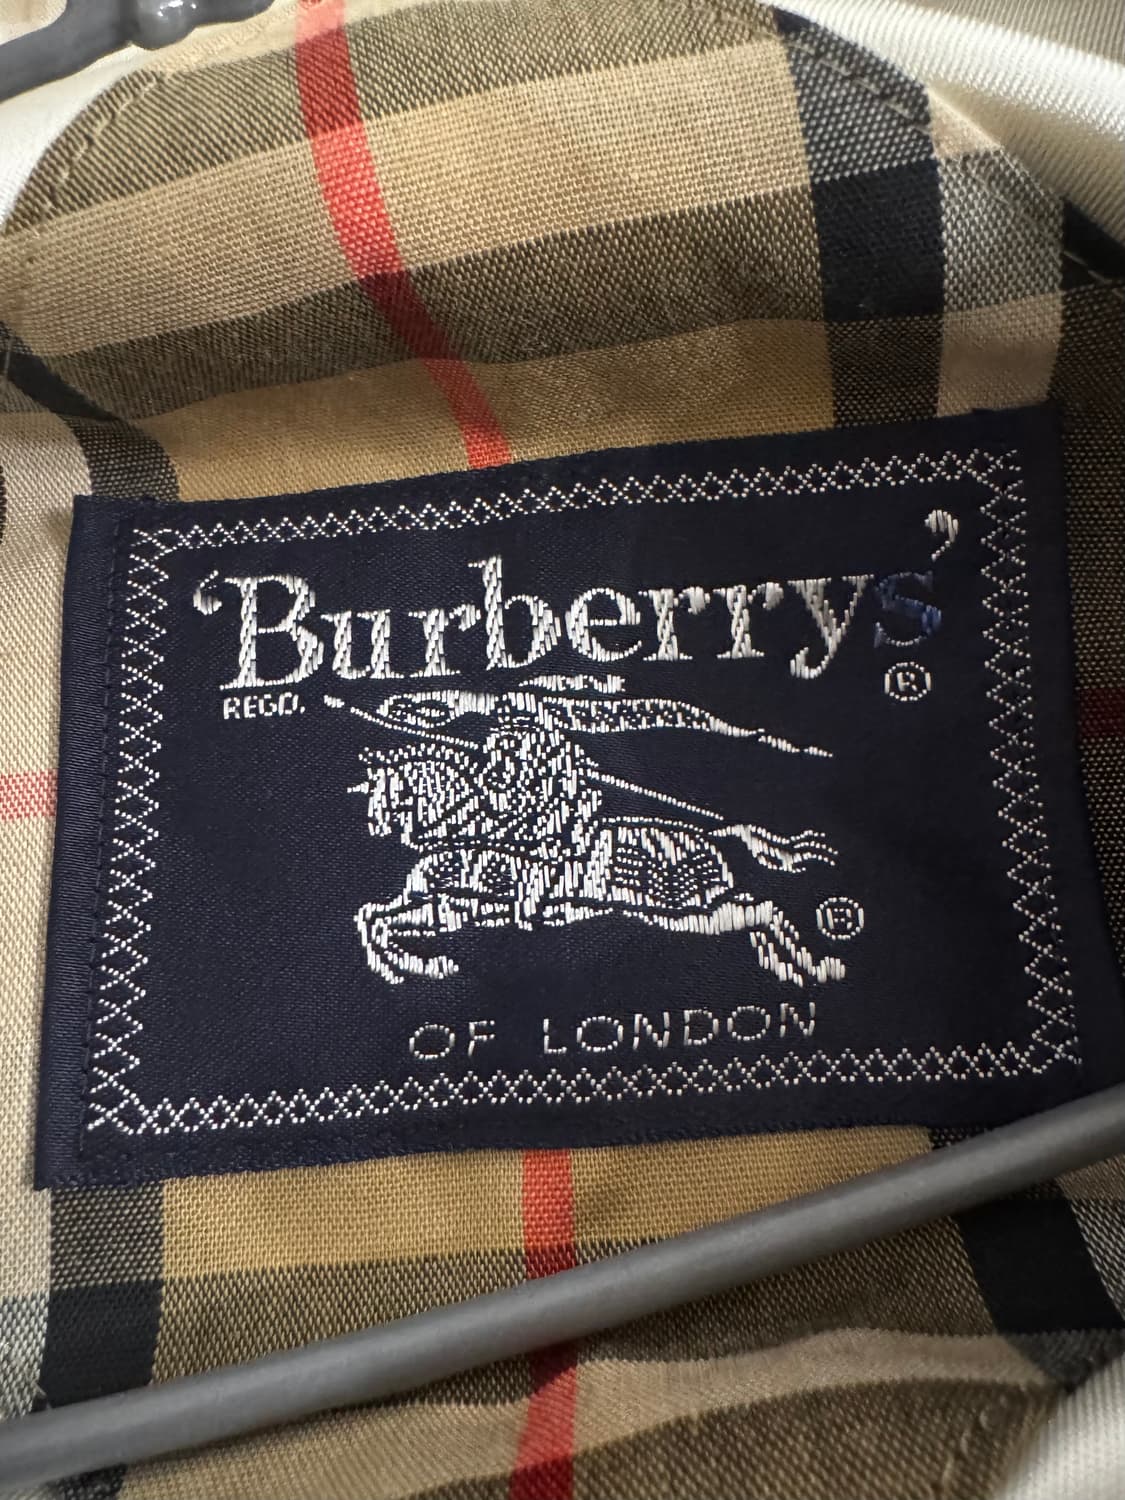 ‘Burberrys’
REGD. ®
®
OF LONDON